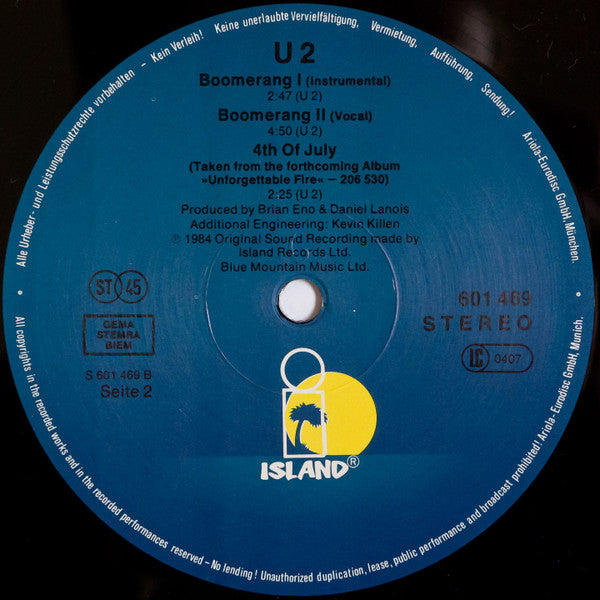 Alle Urheber- und Leistungsschutzrechte vorbehalten – Kein Verleih! Keine unerlaubte Vervielfältigung, Vermietung, Aufführung, Sendung! Ariola-Eurodisc GmbH, München.
U 2
Boomerang I (Instrumental)
2:47 (U 2)
Boomerang II (Vocal)
4:50 (U 2)
4th Of July
(Taken from the forthcoming Album
»Unforgettable Fire« – 206 530)
2:25 (U 2)
Produced by Brian Eno & Daniel Lanois
Additional Engineering: Kevin Killen
℗ 1984 Original Sound Recording made by
Island Records Ltd.
Blue Mountain Music Ltd.
ST 45
GEMA
STEMRA
BIEM
S 601 469 B
Seite 2
601 469
STEREO
LC 0407
ISLAND®
All copyrights in the recorded works and in the recorded performances reserved – No lending! Unauthorized duplication, lease, public performance and broadcast prohibited! Ariola-Eurodisc GmbH, Munich.